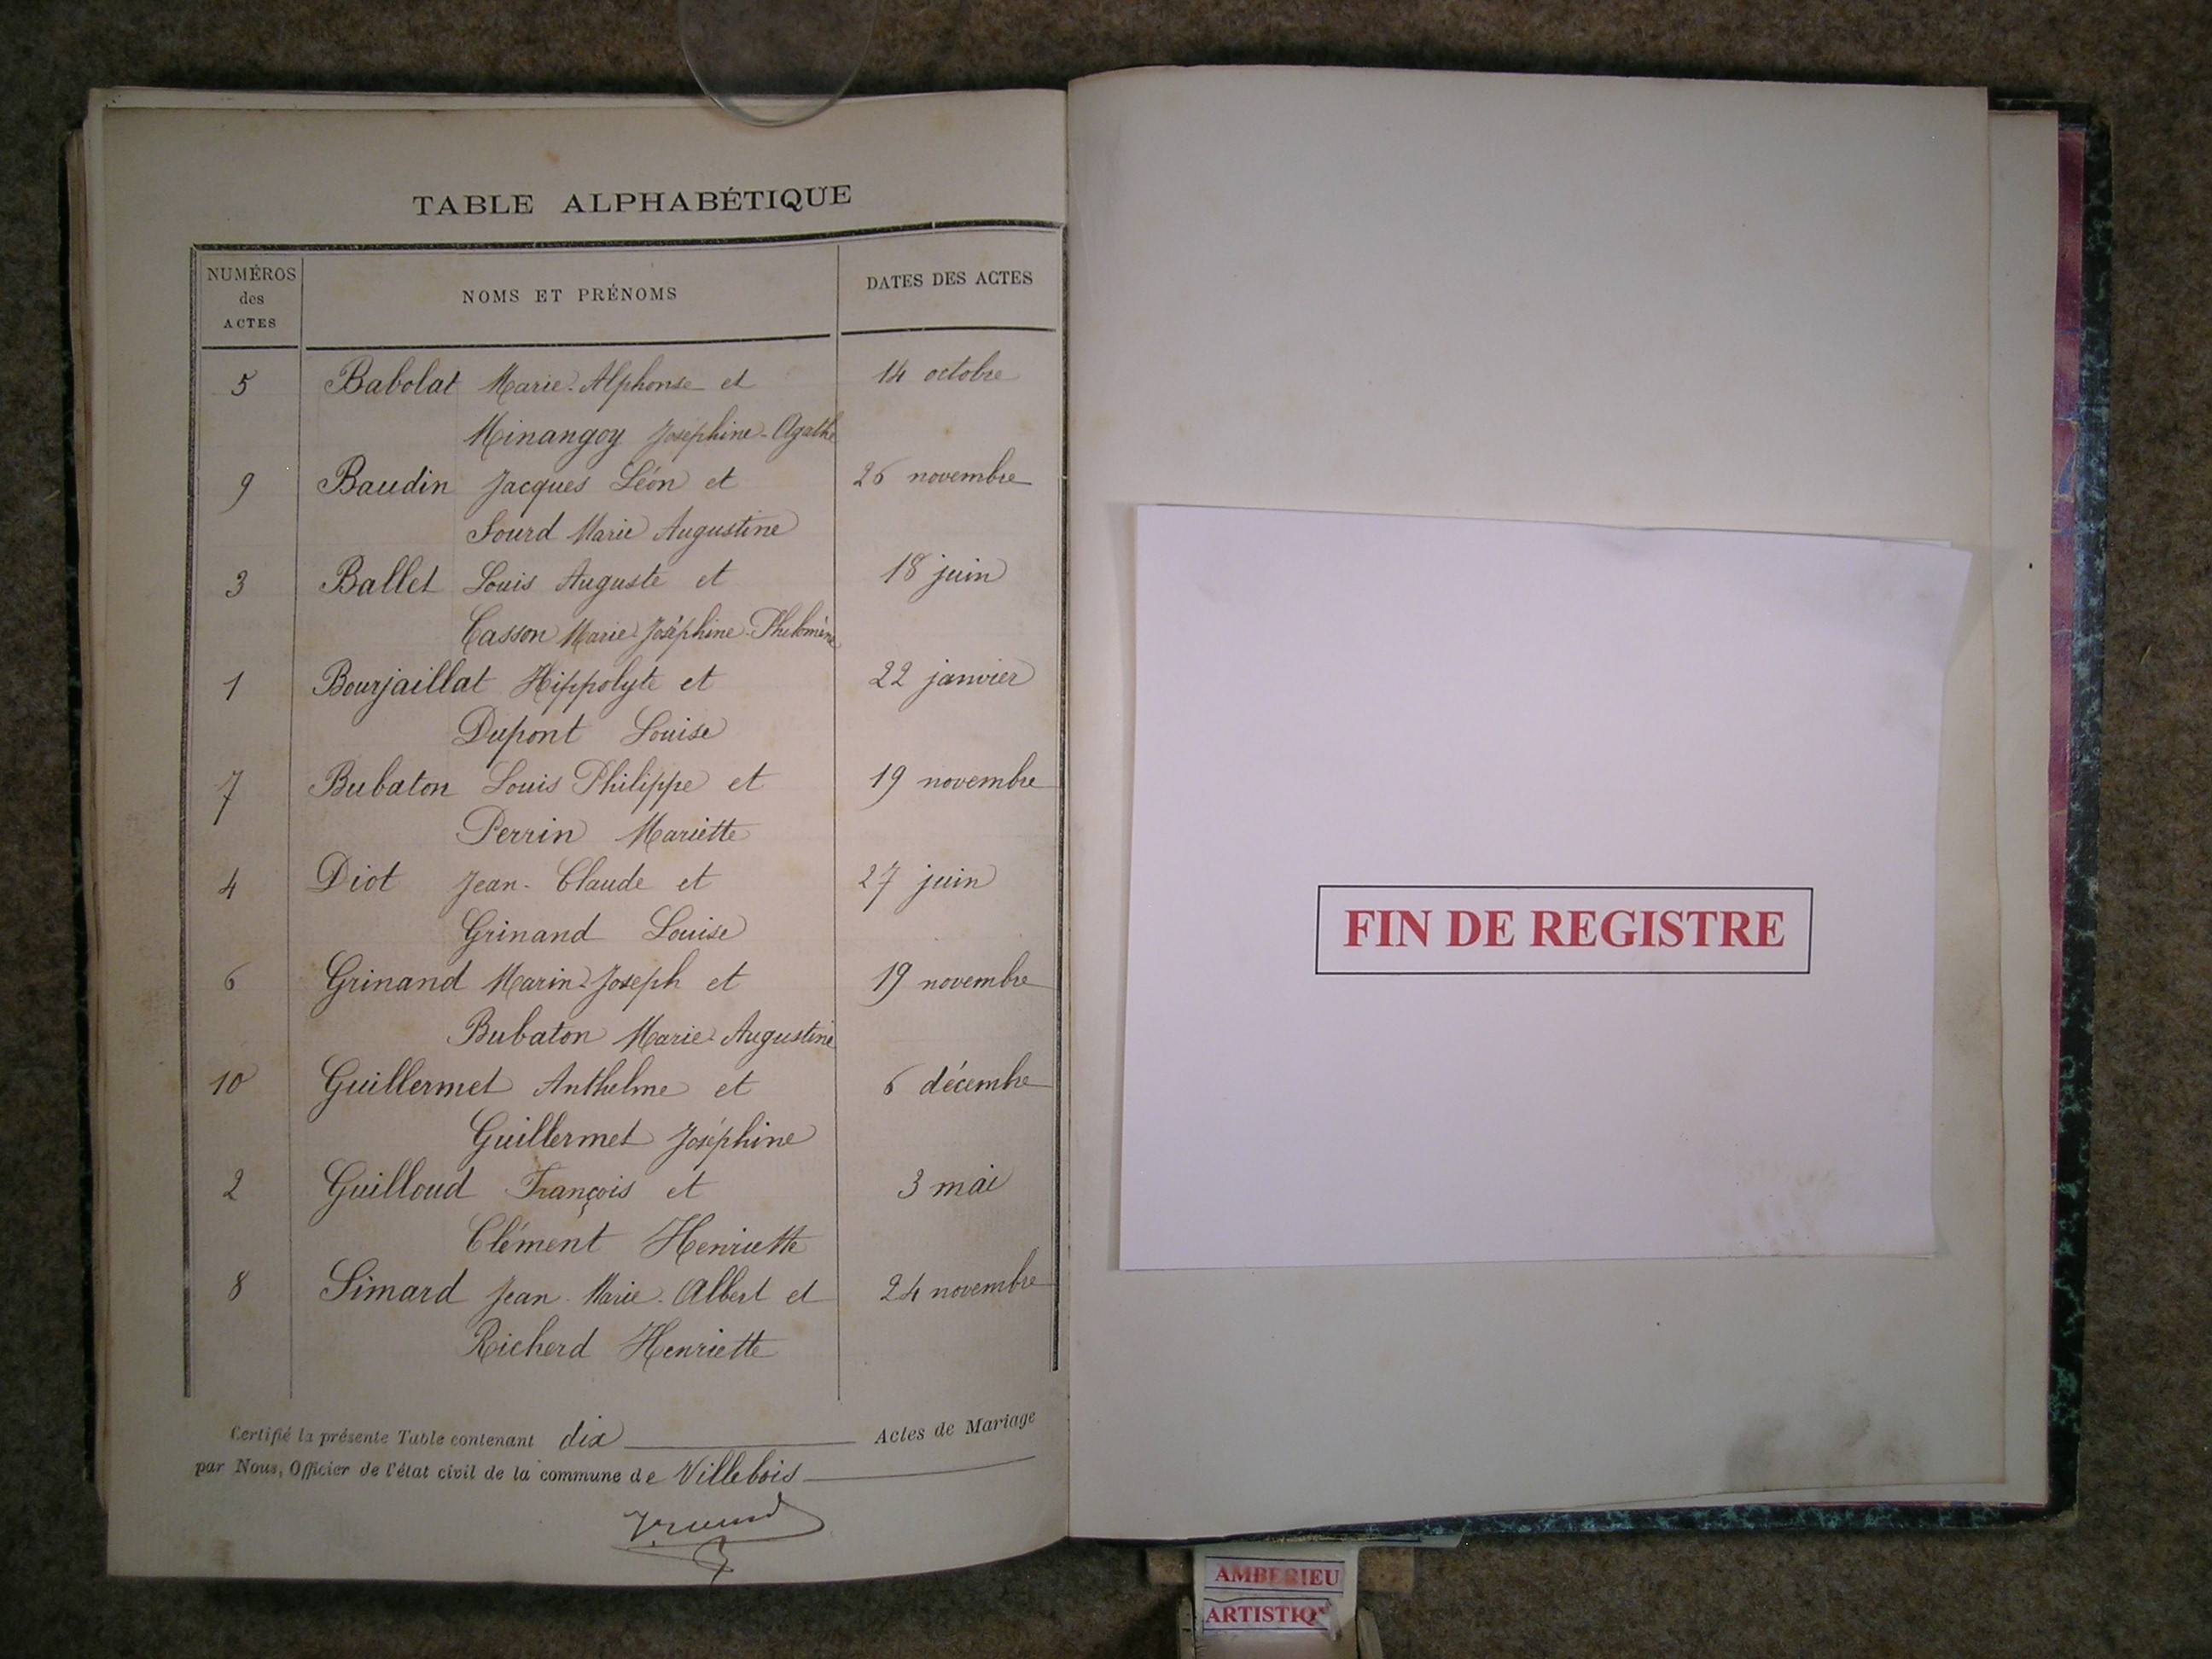 TABLE ALPHABÉTIQUE
NUMÉROS des ACTES NOMS ET PRÉNOMS DATES DES ACTES
5 Babolat Marie-Alphonse et 14 octobre
Minangoy Joséphine-Agathe
9 Baudin Jacques Léon et 26 novembre
Sourd Marie Augustine
3 Ballet Louis Auguste et 18 juin
Casson Marie-Joséphine-Philomène
1 Bourjaillat Hippolyte et 22 janvier
Dupont Louise
7 Bubaton Louis Philippe et 19 novembre
Perrin Mariette
4 Diot Jean-Claude et 27 juin
Grinand Louise
6 Grinand Marin-Joseph et 19 novembre
Bubaton Marie-Augustine
10 Guillermet Anthelme et 6 décembre
Guillermet Joséphine
2 Guilloud François et 3 mai
Clément Henriette
8 Simard Jean-Marie-Albert et 24 novembre
Richerd Henriette
Certifié la présente Table contenant dix Actes de Mariage
par Nous, Officier de l'état civil de la commune de Villebois
FIN DE REGISTRE
AMBERIEU
ARTISTIQ